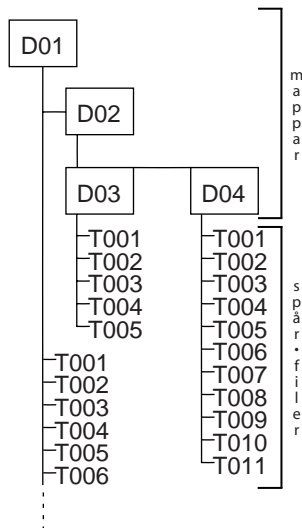 D01
D02
D03
D04
T001
T002
T003
T004
T005
T001
T002
T003
T004
T005
T006
T007
T008
T009
T010
T011
T001
T002
T003
T004
T005
T006
mappar
spår•filer